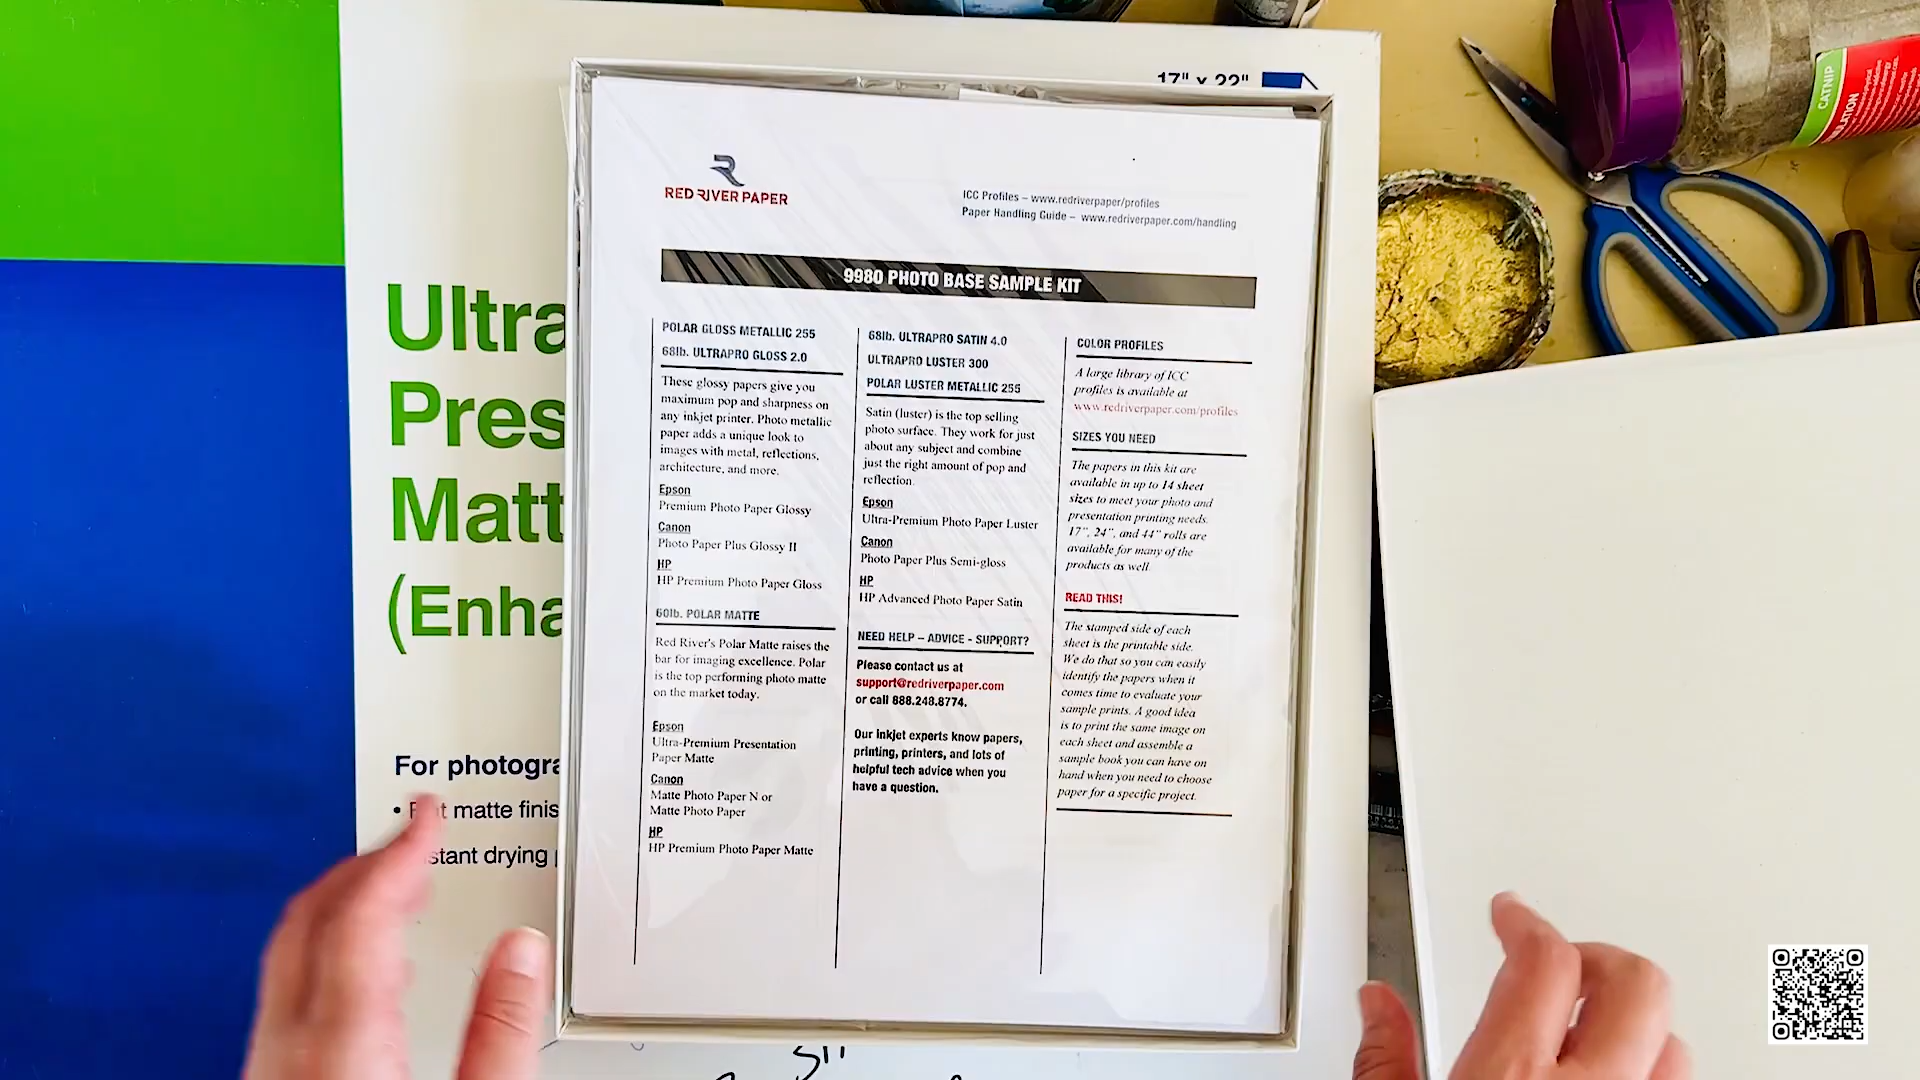 17" x 22"
CATNIP
Ultra
Pres
Matt
(Enha
For photogra
matte finis
stant drying
RED RIVER PAPER
ICC Profiles – www.redriverpaper/profiles
Paper Handling Guide – www.redriverpaper.com/handling
9980 PHOTO BASE SAMPLE KIT
POLAR GLOSS METALLIC 255
68lb. ULTRAPRO GLOSS 2.0
These glossy papers give you
maximum pop and sharpness on
any inkjet printer. Photo metallic
paper adds a unique look to
images with metal, reflections,
architecture, and more.
Epson
Premium Photo Paper Glossy
Canon
Photo Paper Plus Glossy II
HP
HP Premium Photo Paper Gloss
60lb. POLAR MATTE
Red River's Polar Matte raises the
bar for imaging excellence. Polar
is the top performing photo matte
on the market today.
Epson
Ultra-Premium Presentation
Paper Matte
Canon
Matte Photo Paper N or
Matte Photo Paper
HP
HP Premium Photo Paper Matte
68lb. ULTRAPRO SATIN 4.0
ULTRAPRO LUSTER 300
POLAR LUSTER METALLIC 255
Satin (luster) is the top selling
photo surface. They work for just
about any subject and combine
just the right amount of pop and
reflection.
Epson
Ultra-Premium Photo Paper Luster
Canon
Photo Paper Plus Semi-gloss
HP
HP Advanced Photo Paper Satin
NEED HELP – ADVICE - SUPPORT?
Please contact us at
support@redriverpaper.com
or call 888.248.8774.
Our inkjet experts know papers,
printing, printers, and lots of
helpful tech advice when you
have a question.
COLOR PROFILES
A large library of ICC
profiles is available at
www.redriverpaper.com/profiles
SIZES YOU NEED
The papers in this kit are
available in up to 14 sheet
sizes to meet your photo and
presentation printing needs.
17", 24", and 44" rolls are
available for many of the
products as well.
READ THIS!
The stamped side of each
sheet is the printable side.
We do that so you can easily
identify the papers when it
comes time to evaluate your
sample prints. A good idea
is to print the same image on
each sheet and assemble a
sample book you can have on
hand when you need to choose
paper for a specific project.